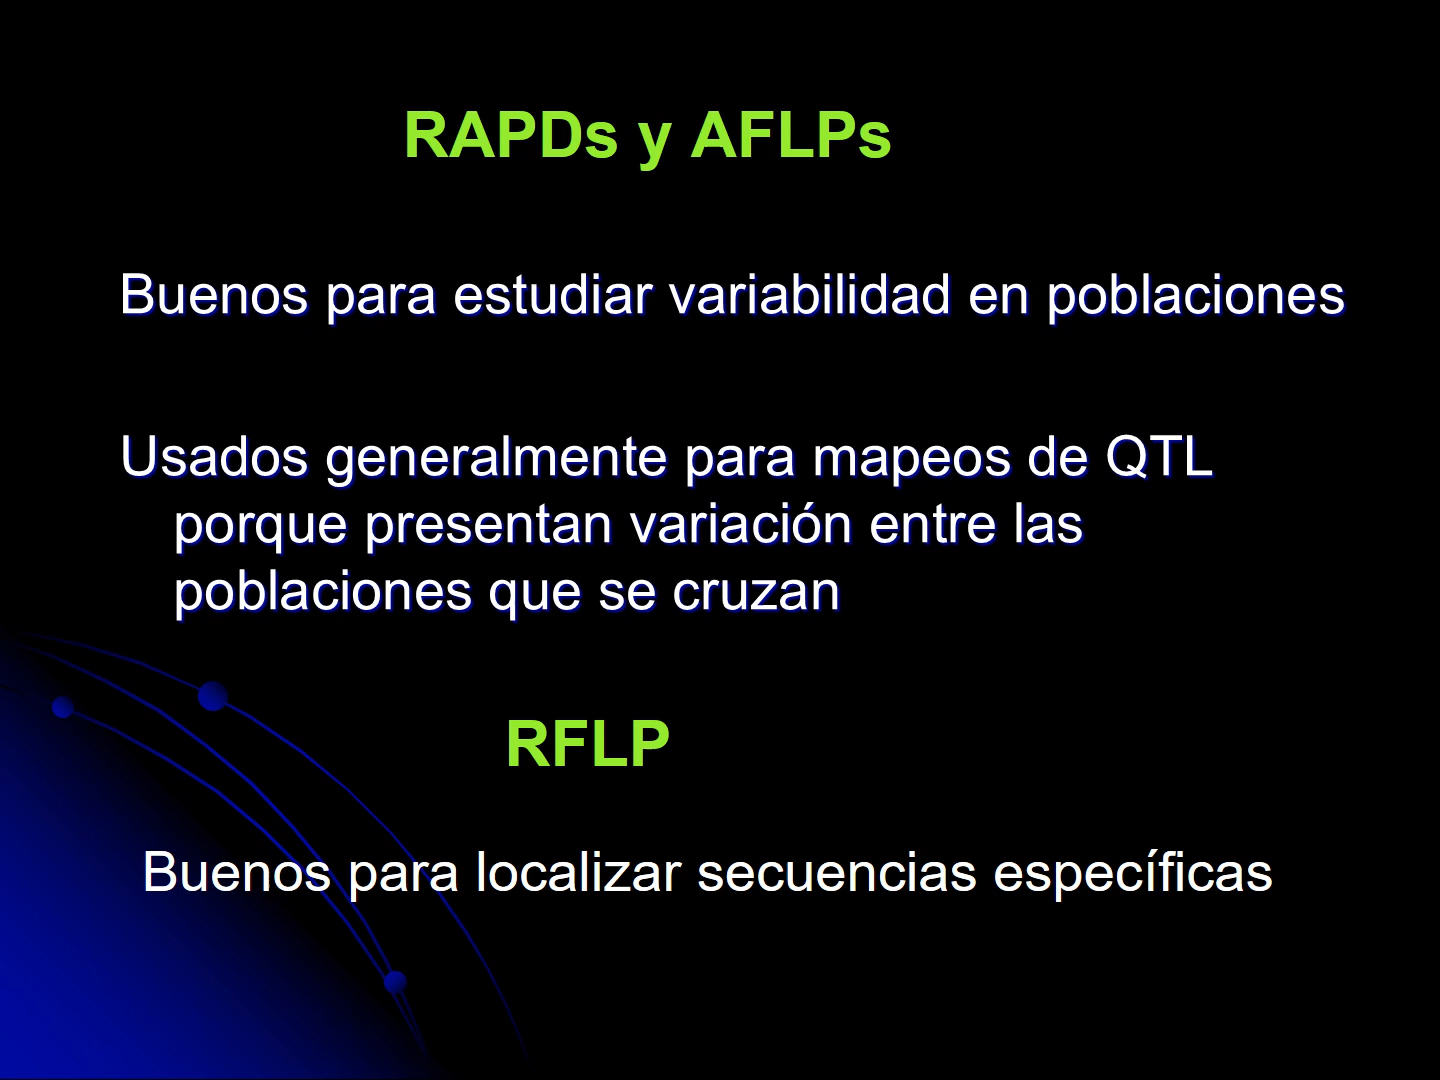 RAPDs y AFLPs
Buenos para estudiar variabilidad en poblaciones
Usados generalmente para mapeos de QTL
porque presentan variación entre las
poblaciones que se cruzan
RFLP
Buenos para localizar secuencias específicas